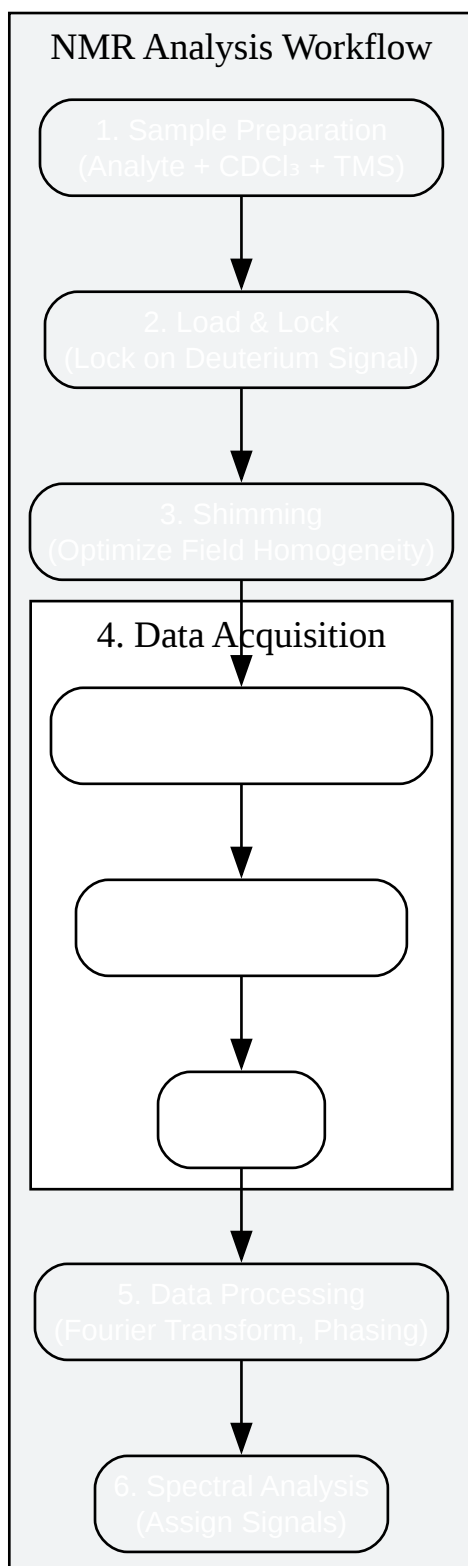 NMR Analysis Workflow
1. Sample Preparation
(Analyte + CDCl₃ + TMS)
2. Load & Lock
(Lock on Deuterium Signal)
3. Shimming
(Optimize Field Homogeneity)
4. Data Acquisition
5. Data Processing
(Fourier Transform, Phasing)
6. Spectral Analysis
(Assign Signals)